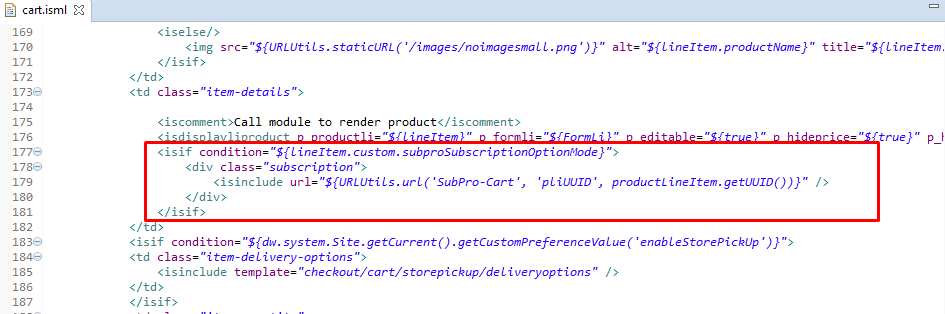 cart.isml
169 <iselse/>
170 <img src="${URLUtils.staticURL('/images/noimagesmall.png')}" alt="${lineItem.productName}" title="${lineItem.
171 </isif>
172 </td>
173 <td class="item-details">
174
175 <iscomment>Call module to render product</iscomment>
176 <isdisplayliproduct p_productli="${lineItem}" p_formli="${FormLi}" p_editable="${true}" p_hideprice="${true}" p_h
177 <isif condition="${lineItem.custom.subproSubscriptionOptionMode}">
178 <div class="subscription">
179 <isinclude url="${URLUtils.url('SubPro-Cart', 'pliUUID', productLineItem.getUUID())}" />
180 </div>
181 </isif>
182 </td>
183 <isif condition="${dw.system.Site.getCurrent().getCustomPreferenceValue('enableStorePickUp')}">
184 <td class="item-delivery-options">
185 <isinclude template="checkout/cart/storepickup/deliveryoptions" />
186 </td>
187 </isif>